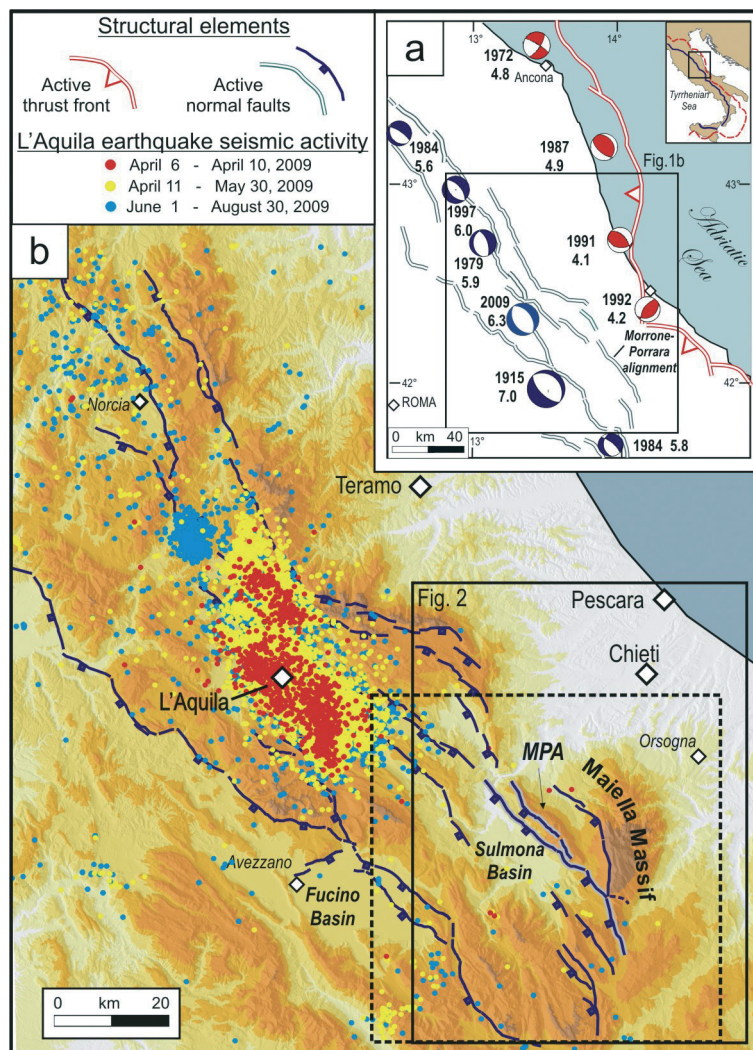 Structural elements
Active
thrust front
Active
normal faults
L'Aquila earthquake seismic activity
April 6 - April 10, 2009
April 11 - May 30, 2009
June 1 - August 30, 2009
a
13°
14°
1972
4.8
Ancona
Tyrrhenian
Sea
1984
5.6
1987
4.9
Fig.1b
43°
43°
1997
6.0
1979
5.9
1991
4.1
Adriatic
Sea
2009
6.3
1992
4.2
Morrone-
Porrara
alignment
1915
7.0
42°
42°
ROMA
0 km 40
13°
1984 5.8
b
Norcia
Teramo
Fig. 2
Pescara
Chieti
L'Aquila
Orsogna
MPA
Maiella Massif
Sulmona
Basin
Avezzano
Fucino
Basin
0 km 20